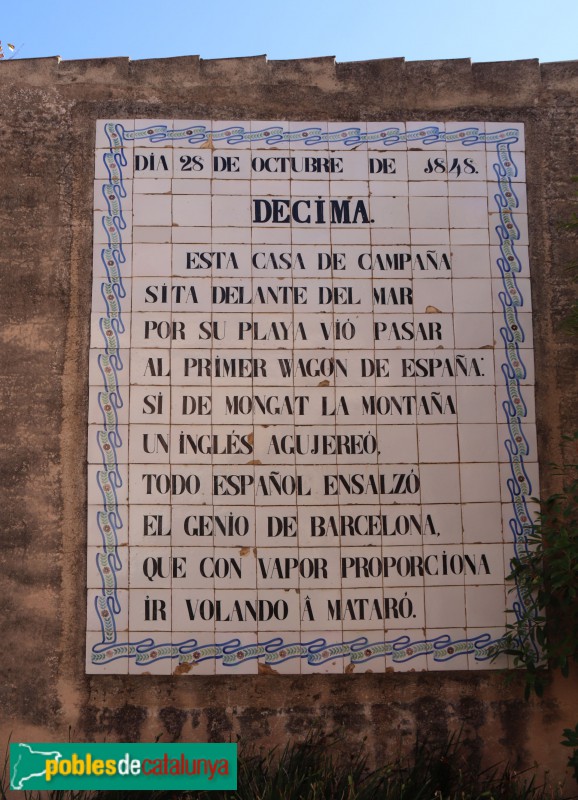 DÍA 28 DE OCTUBRE DE 1848.
DECIMA.
ESTA CASA DE CAMPAÑA
SITA DELANTE DEL MAR
POR SU PLAYA VIÓ PASAR
AL PRIMER WAGON DE ESPAÑA:
SI DE MONGAT LA MONTAÑA
UN INGLÉS AGUJEREÓ,
TODO ESPAÑOL ENSALZÓ
EL GENIO DE BARCELONA,
QUE CON VAPOR PROPORCIONA
IR VOLANDO Â MATARÓ.
poblesdecatalunya